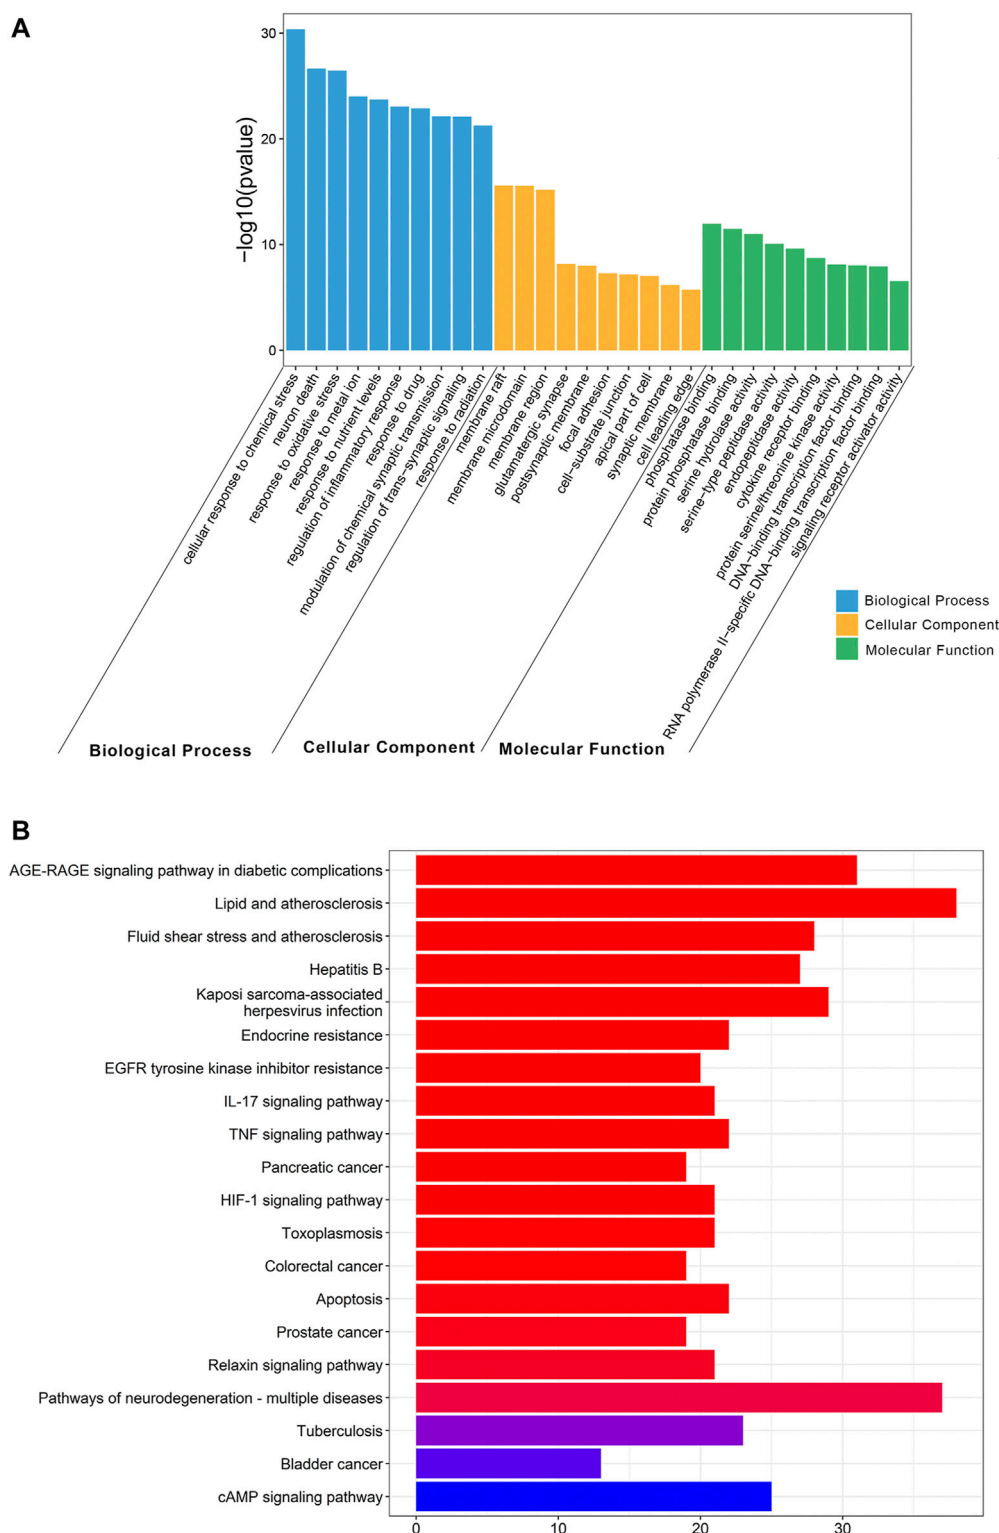 A
−log10(pvalue)
30
20
10
0
cellular response to chemical stress
neuron death
response to oxidative stress
response to metal ion
response to nutrient levels
regulation of inflammatory response
response to drug
modulation of chemical synaptic transmission
regulation of trans−synaptic signaling
response to radiation
membrane raft
membrane microdomain
membrane region
glutamatergic synapse
postsynaptic membrane
focal adhesion
cell−substrate junction
apical part of cell
synaptic membrane
cell leading edge
phosphatase binding
protein phosphatase binding
serine hydrolase activity
serine−type peptidase activity
endopeptidase activity
cytokine receptor binding
protein serine/threonine kinase activity
DNA−binding transcription factor binding
RNA polymerase II−specific DNA−binding transcription factor binding
signaling receptor activator activity
Biological Process
Cellular Component
Molecular Function
Biological Process
Cellular Component
Molecular Function
B
AGE-RAGE signaling pathway in diabetic complications
Lipid and atherosclerosis
Fluid shear stress and atherosclerosis
Hepatitis B
Kaposi sarcoma-associated
herpesvirus infection
Endocrine resistance
EGFR tyrosine kinase inhibitor resistance
IL-17 signaling pathway
TNF signaling pathway
Pancreatic cancer
HIF-1 signaling pathway
Toxoplasmosis
Colorectal cancer
Apoptosis
Prostate cancer
Relaxin signaling pathway
Pathways of neurodegeneration - multiple diseases
Tuberculosis
Bladder cancer
cAMP signaling pathway
0 10 20 30